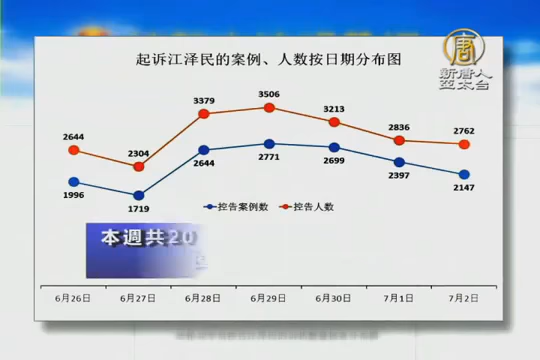 起诉江泽民的案例、人数按日期分布图
唐
新唐人
亞太台
2644
2304
3379
3506
3213
2836
2762
1996
1719
2644
2771
2699
2397
2147
控告案例数
控告人数
本週共20
6月26日
6月27日
6月28日
6月29日
6月30日
7月1日
7月2日